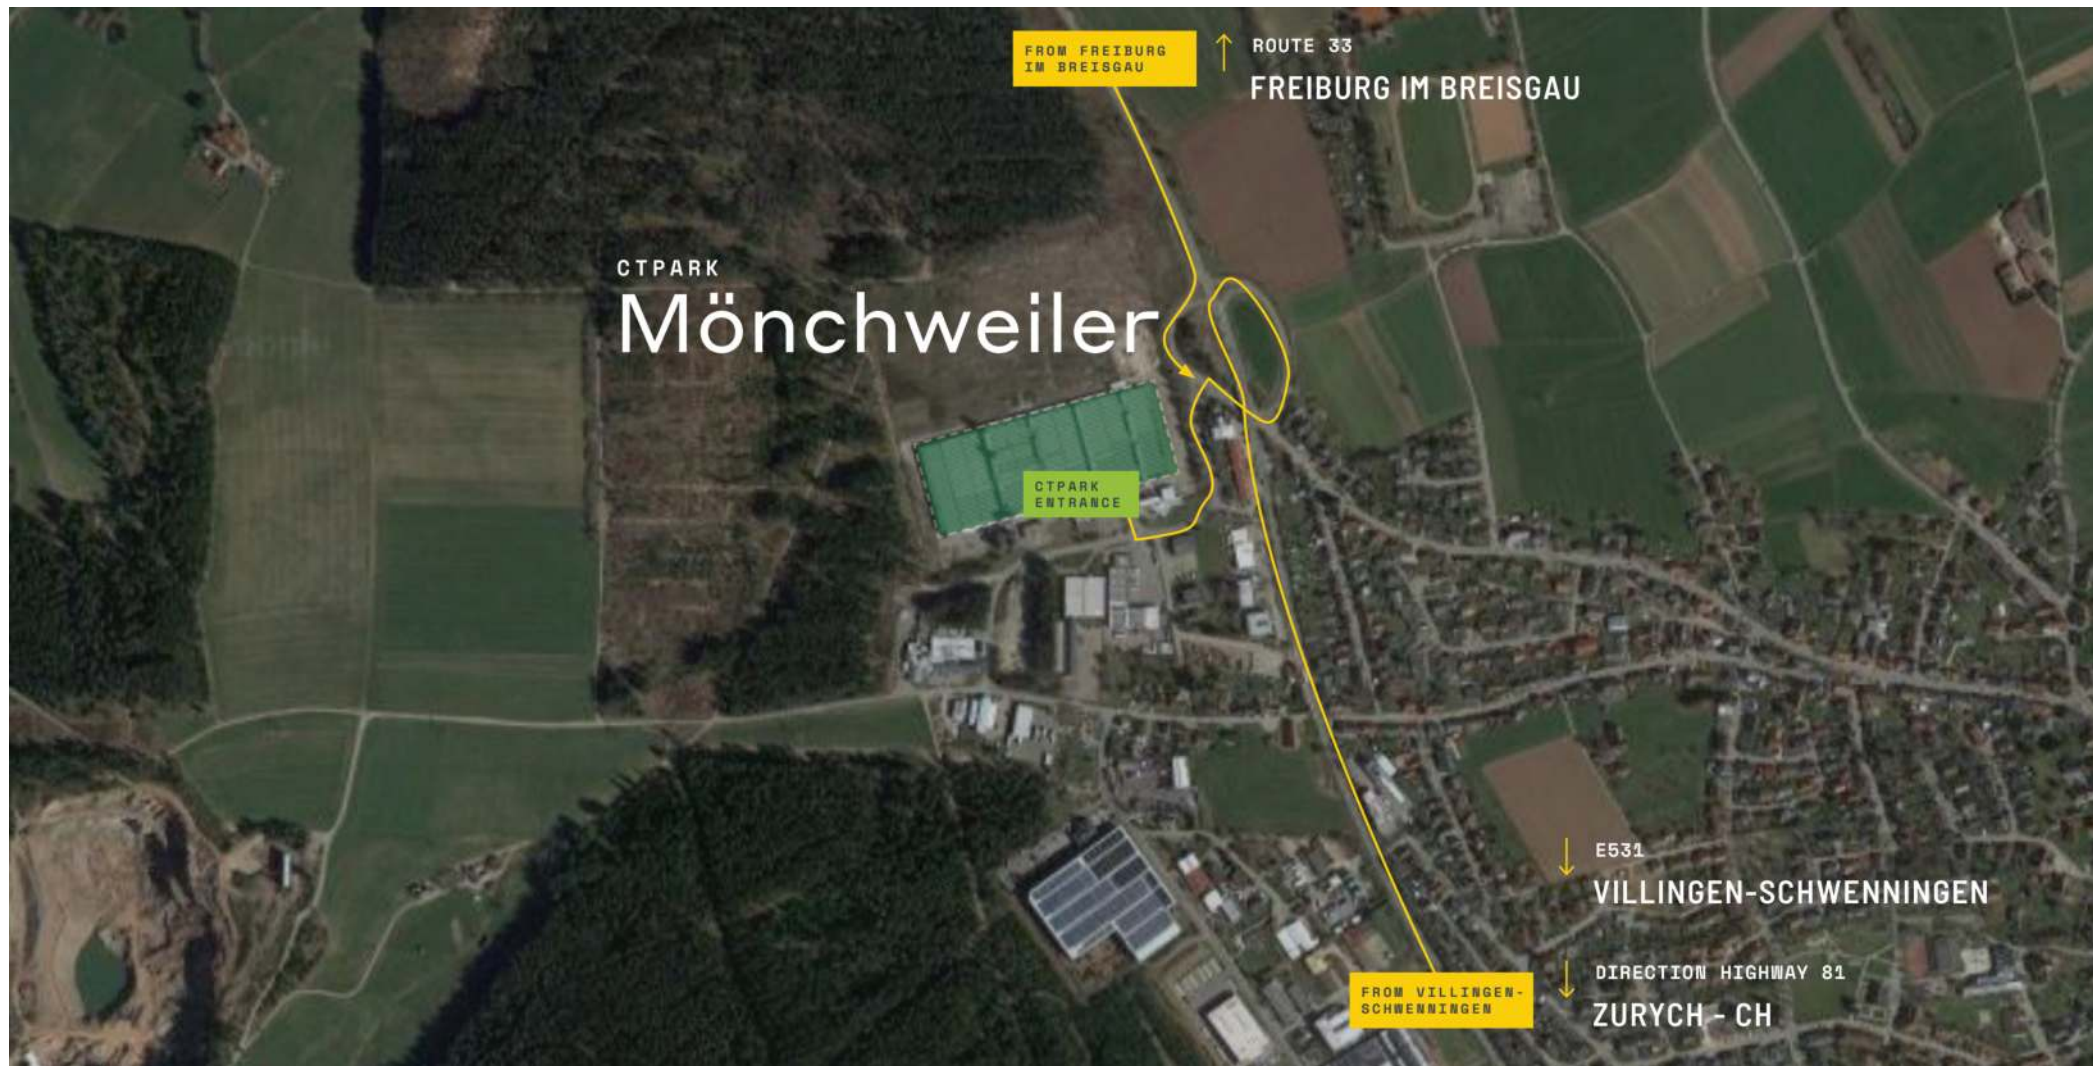 FROM FREIBURG
IM BREISGAU
ROUTE 33
FREIBURG IM BREISGAU
CTPARK
Mönchweiler
CTPARK
ENTRANCE
E531
VILLINGEN-SCHWENNINGEN
DIRECTION HIGHWAY 81
ZURYCH - CH
FROM VILLINGEN-
SCHWENNINGEN